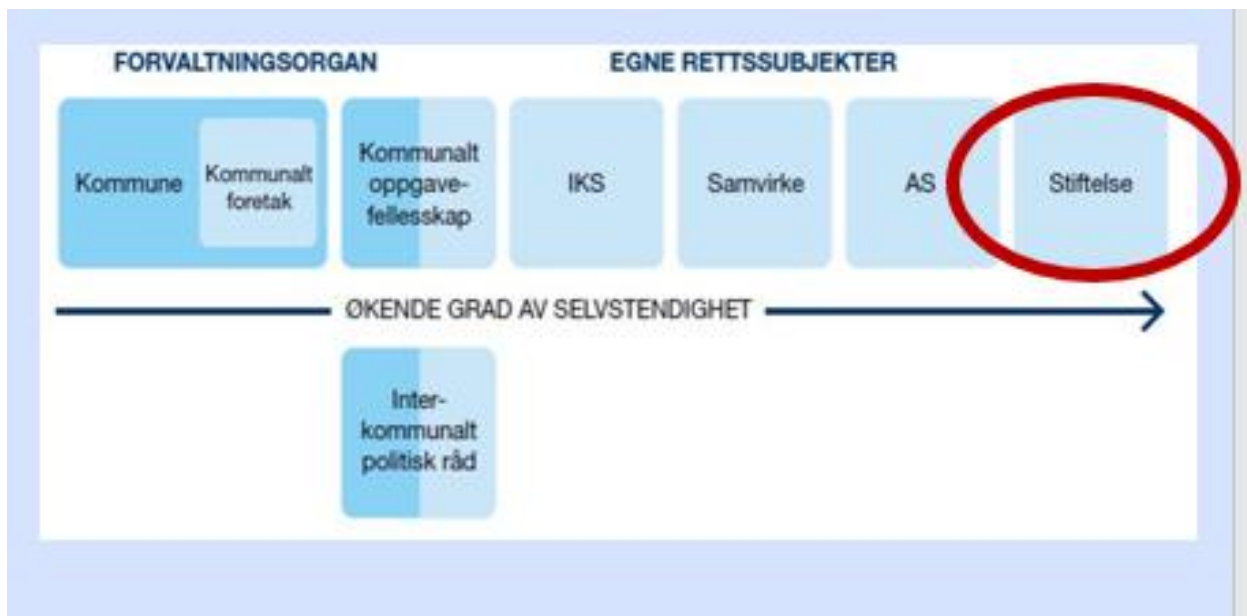 FORVALTNINGSORGAN
EGNE RETTSSUBJEKTER
Kommune
Kommunalt
foretak
Kommunalt
oppgave-
fellesskap
IKS
Samvirke
AS
Stiftelse
ØKENDE GRAD AV SELVSTENDIGHET
Inter-
kommunalt
politisk råd